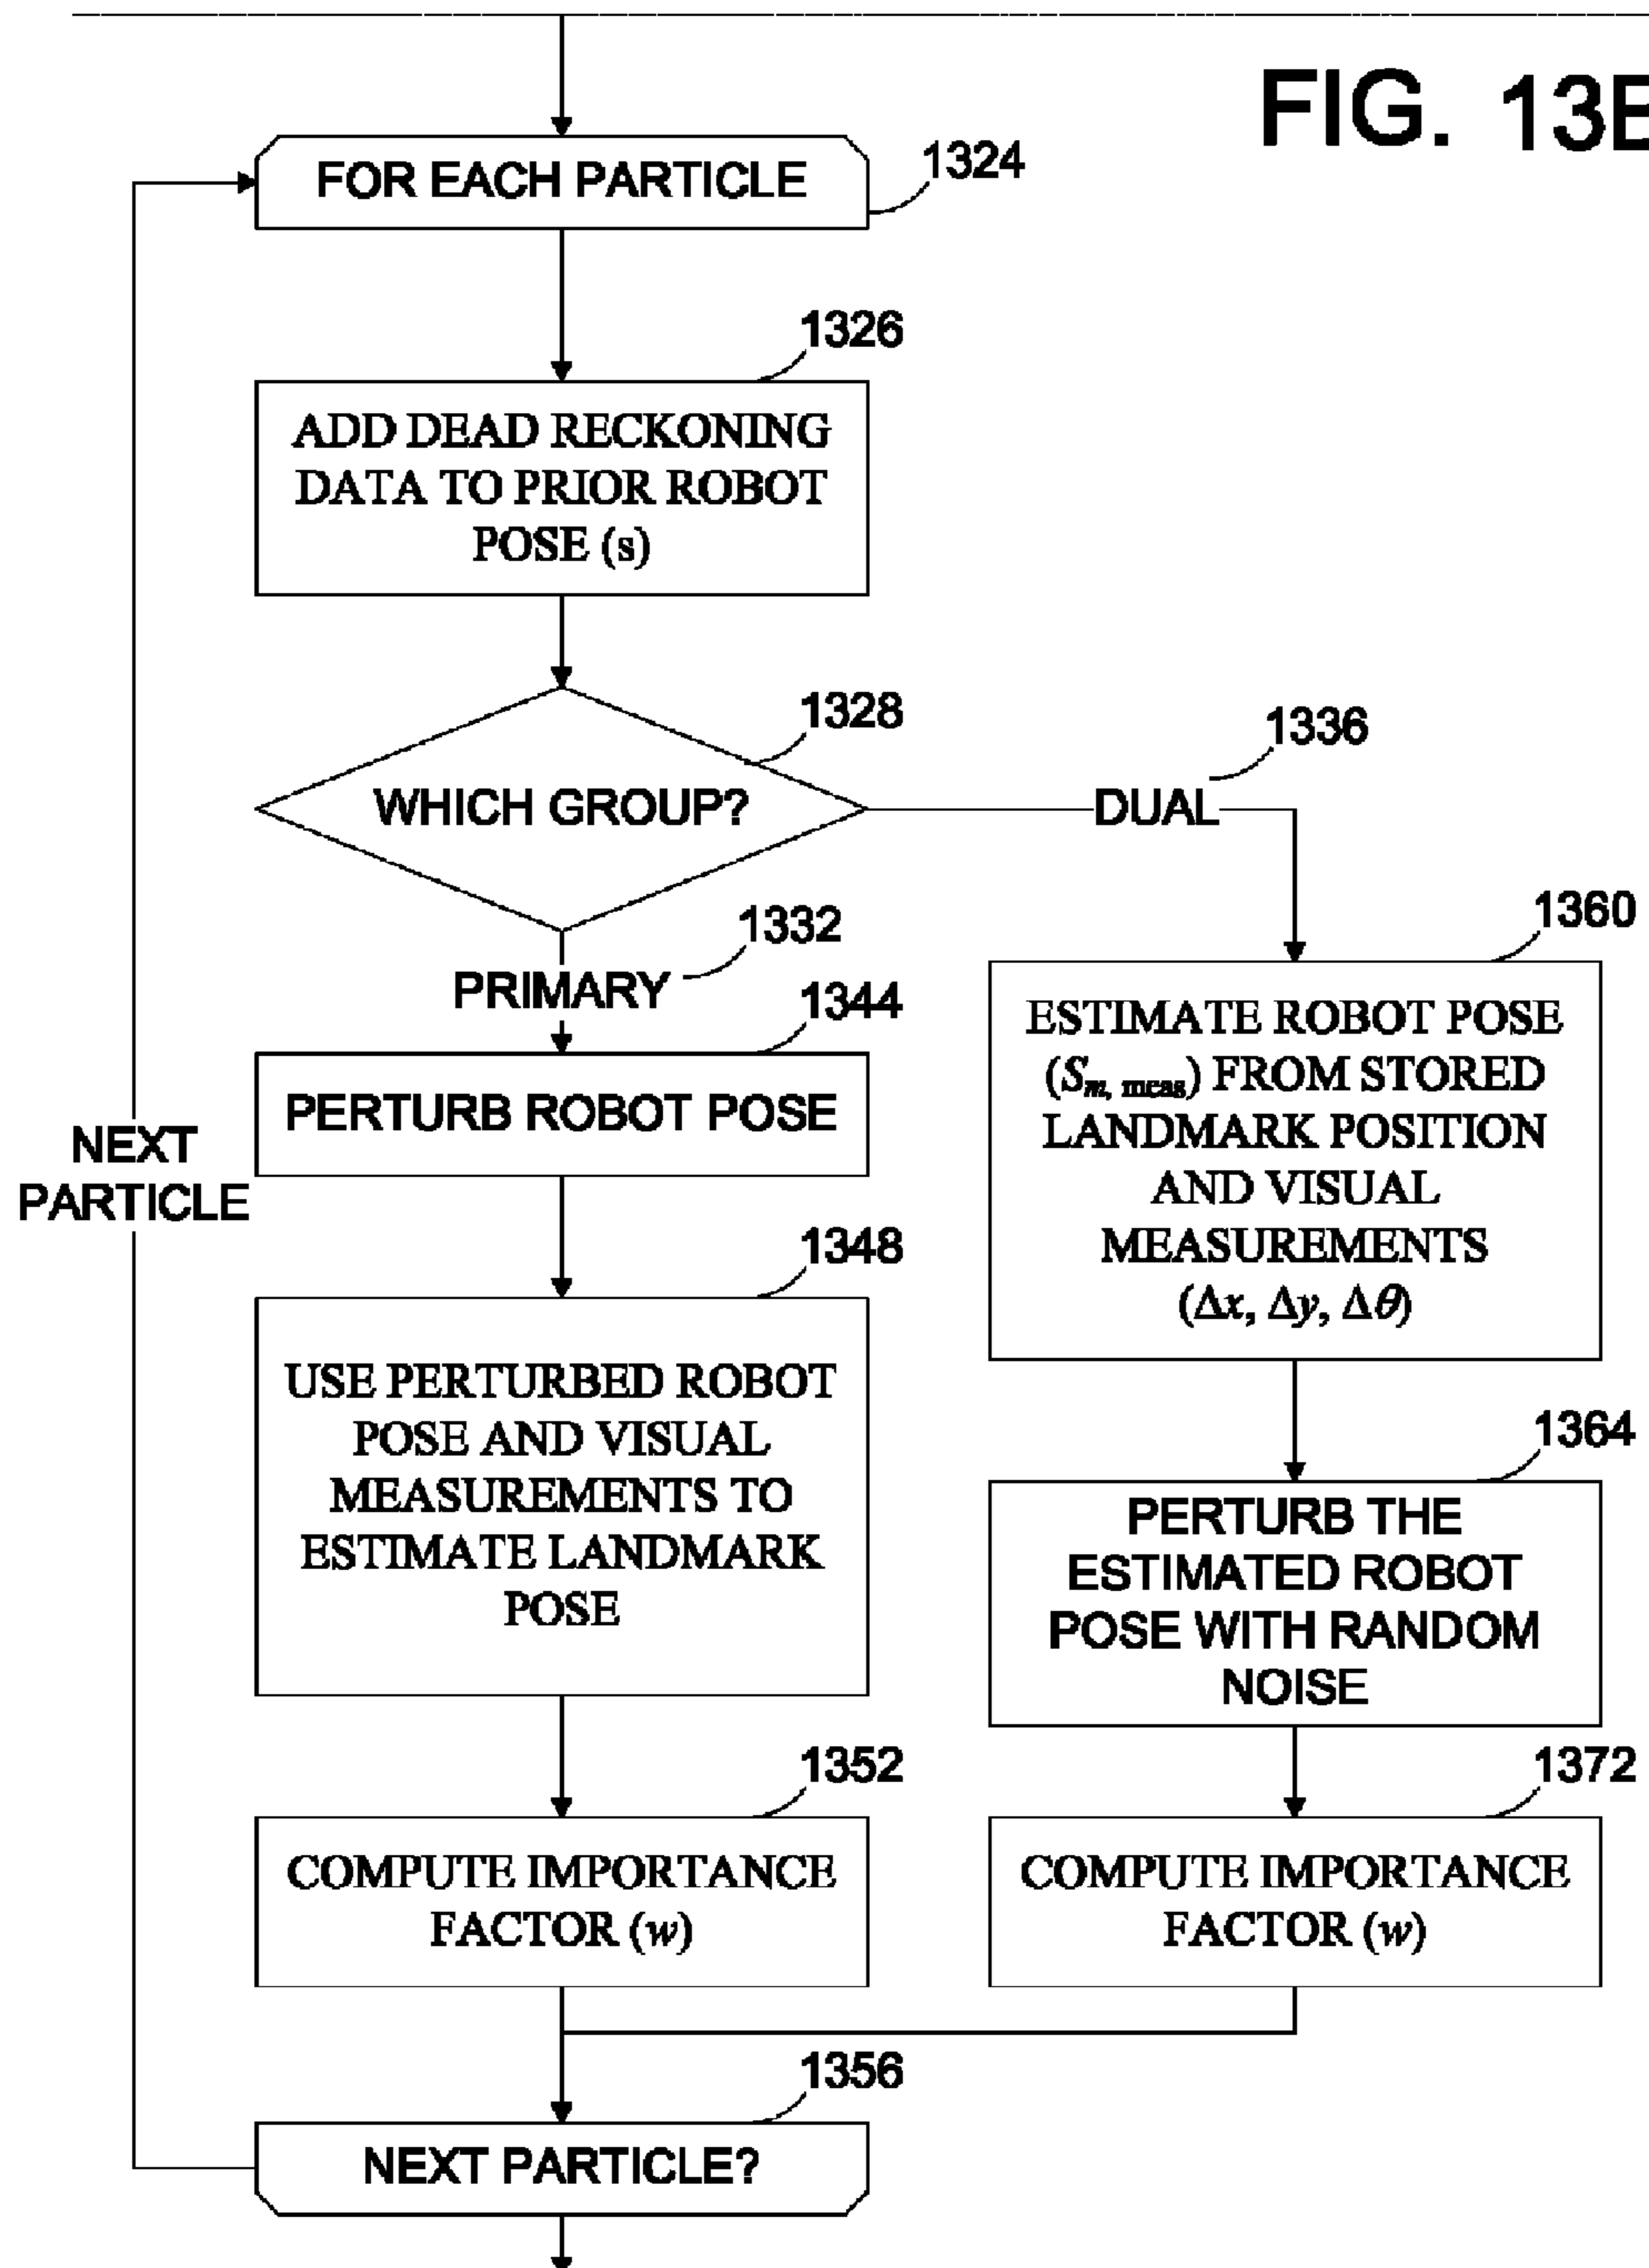 FIG. 13B
FOR EACH PARTICLE
1324
1326
ADD DEAD RECKONING
DATA TO PRIOR ROBOT
POSE (s)
1328
WHICH GROUP?
1336
DUAL
1332
PRIMARY
1344
PERTURB ROBOT POSE
NEXT
PARTICLE
1348
USE PERTURBED ROBOT
POSE AND VISUAL
MEASUREMENTS TO
ESTIMATE LANDMARK
POSE
1352
COMPUTE IMPORTANCE
FACTOR (w)
1360
ESTIMATE ROBOT POSE
(Sm, meas) FROM STORED
LANDMARK POSITION
AND VISUAL
MEASUREMENTS
(Δx, Δy, Δθ)
1364
PERTURB THE
ESTIMATED ROBOT
POSE WITH RANDOM
NOISE
1372
COMPUTE IMPORTANCE
FACTOR (w)
1356
NEXT PARTICLE?